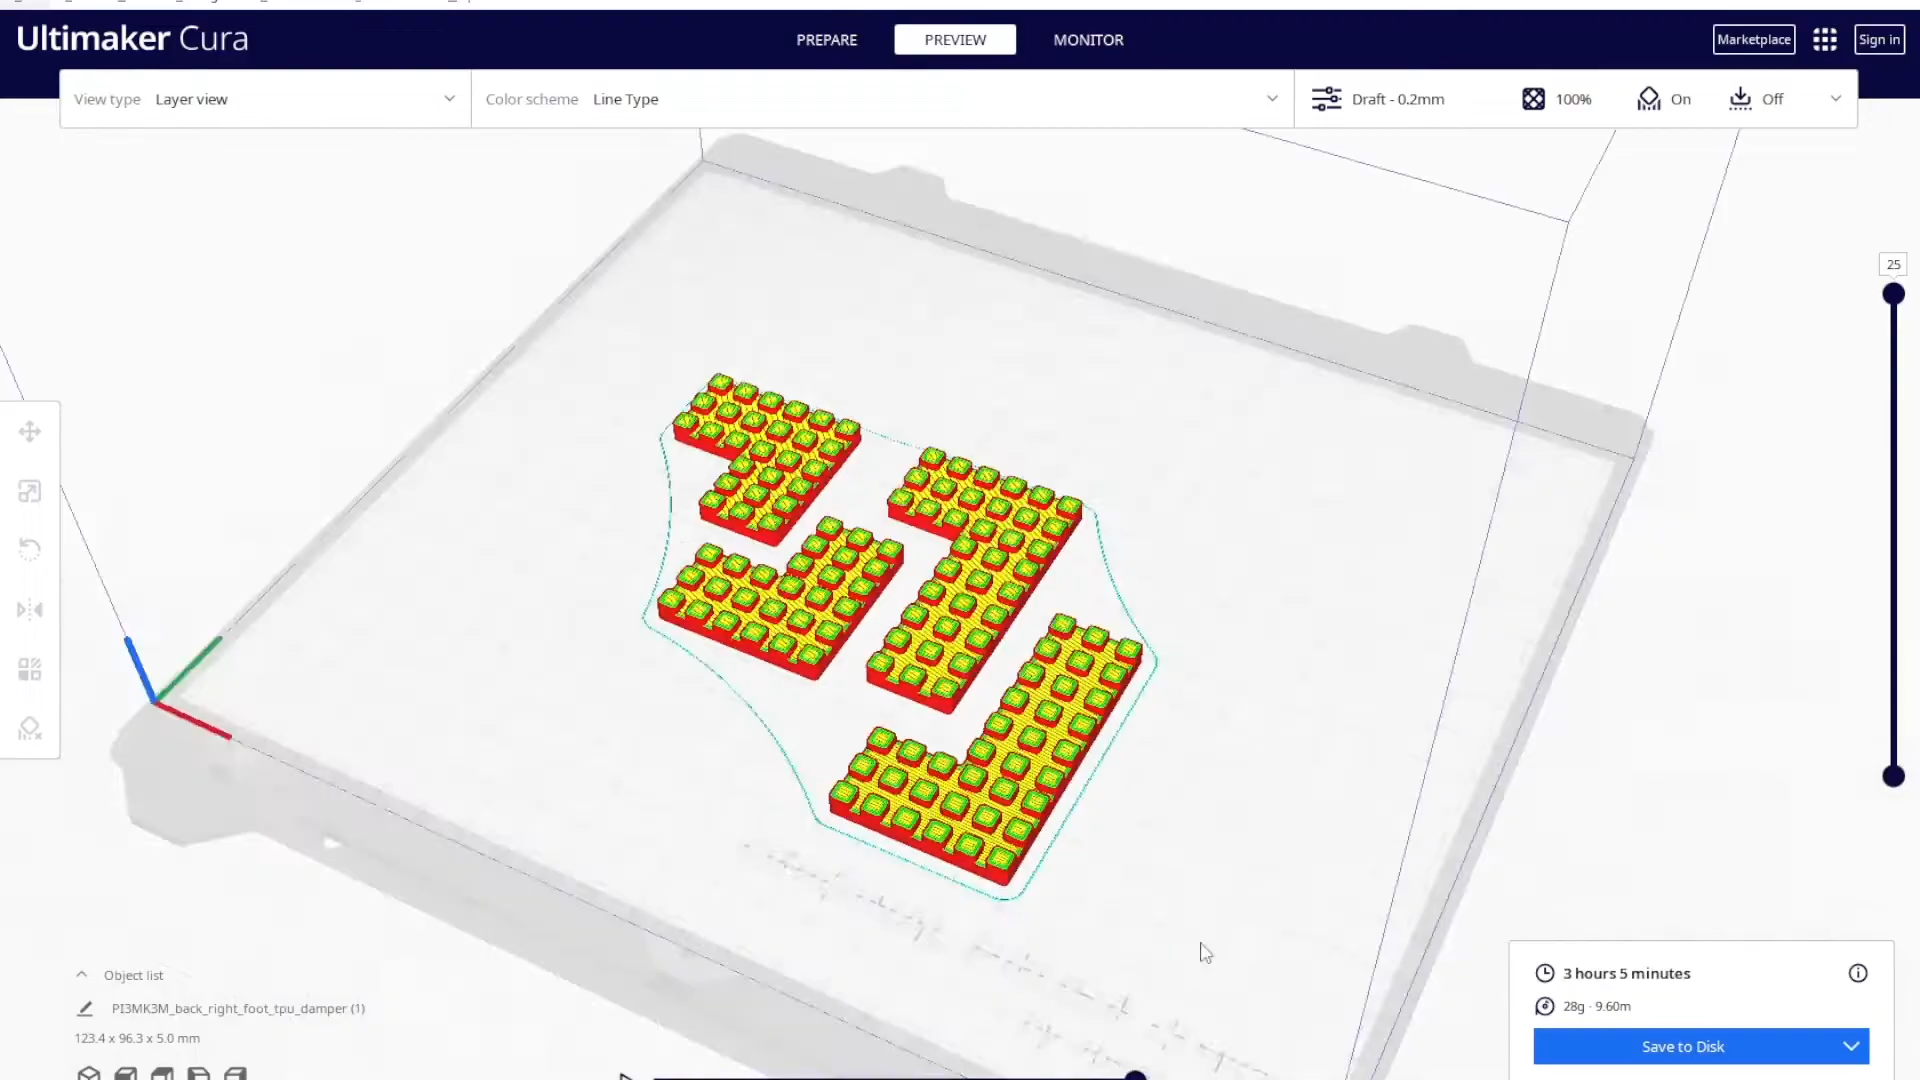 Ultimaker Cura
PREPARE
PREVIEW
MONITOR
Marketplace
Sign in
View type Layer view
Color scheme Line Type
Draft - 0.2mm
100%
On
Off
25
Object list
PI3MK3M_back_right_foot_tpu_damper (1)
123.4 x 96.3 x 5.0 mm
3 hours 5 minutes
28g · 9.60m
Save to Disk